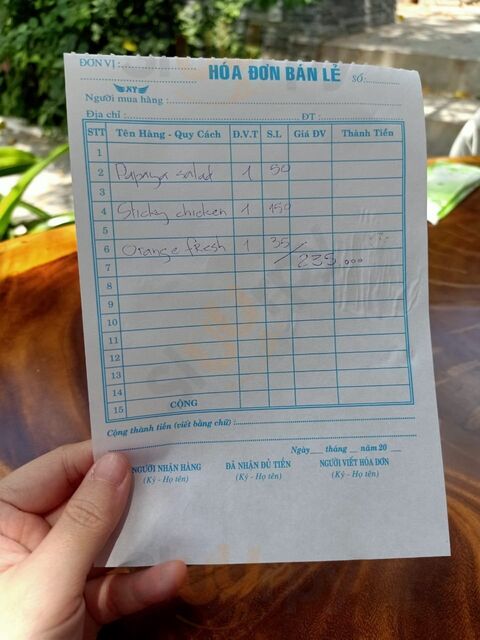 ĐƠN VỊ :
HÓA ĐƠN BÁN LẺ
SỐ:
NY
Người mua hàng :
Địa chỉ :
ĐT :
STT Tên Hàng - Quy Cách Đ.V.T S.L Giá ĐV Thành Tiền
1
2 Papaya salad 1 50
3
4 Sticky chicken 1 150
5
6 Orange fresh 1 35
7 235.000
8
9
10
11
12
13
14
15 CỘNG
Cộng thành tiền (viết bằng chữ) :
Ngày tháng năm 20
NGƯỜI NHẬN HÀNG ĐÃ NHẬN ĐỦ TIỀN NGƯỜI VIẾT HÓA ĐƠN
(Ký - Họ tên) (Ký - Họ tên) (Ký - Họ tên)